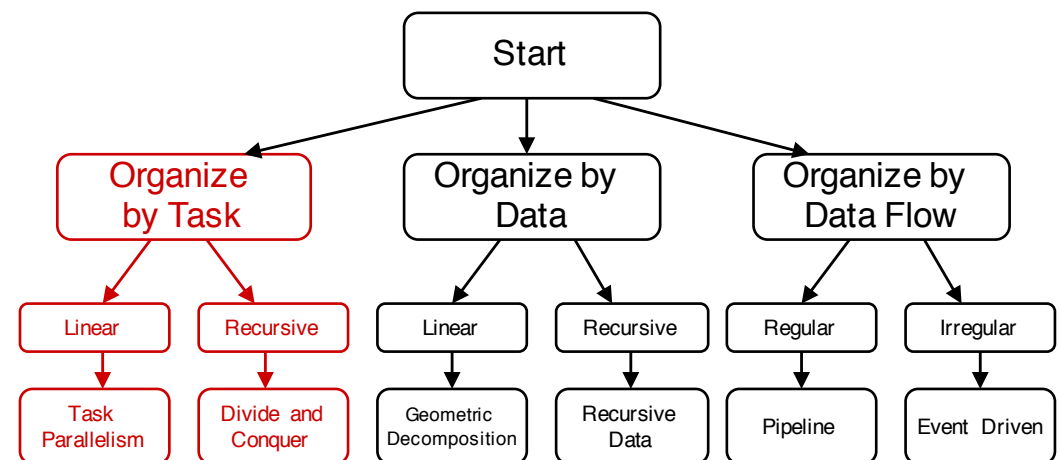 Start
Organize
by Task
Organize by
Data
Organize by
Data Flow
Linear
Recursive
Linear
Recursive
Regular
Irregular
Task
Parallelism
Divide and
Conquer
Geometric
Decomposition
Recursive
Data
Pipeline
Event Driven